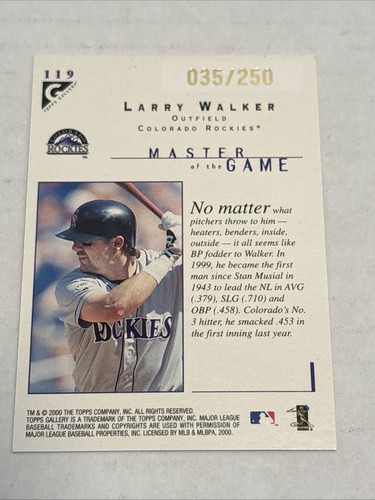 119
035/250
TOPPS GALLERY
LARRY WALKER
OUTFIELD
COLORADO ROCKIES®
COLORADO
ROCKIES
MASTER
of the GAME
No matter what
pitchers throw to him —
heaters, benders, inside,
outside — it all seems like
BP fodder to Walker. In
1999, he became the first
man since Stan Musial in
1943 to lead the NL in AVG
(.379), SLG (.710) and
OBP (.458). Colorado's No.
3 hitter, he smacked .453 in
the first inning last year.
ROCKIES
TM & © 2000 THE TOPPS COMPANY, INC. ALL RIGHTS RESERVED.
TOPPS GALLERY IS A TRADEMARK OF THE TOPPS COMPANY, INC. MAJOR LEAGUE
BASEBALL TRADEMARKS AND COPYRIGHTS ARE USED WITH PERMISSION OF
MAJOR LEAGUE BASEBALL PROPERTIES, INC. LICENSED BY MLB & MLBPA, 2000.